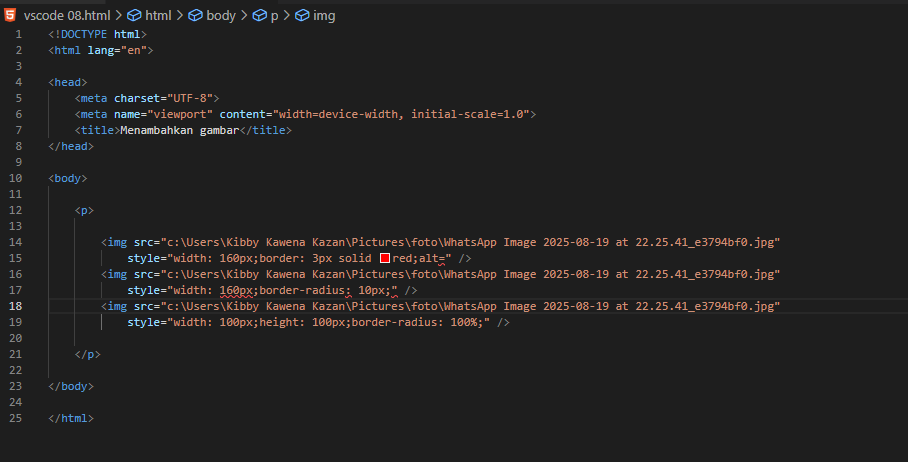 vscode 08.html > html > body > p > img
1 <!DOCTYPE html>
2 <html lang="en">
3
4 <head>
5     <meta charset="UTF-8">
6     <meta name="viewport" content="width=device-width, initial-scale=1.0">
7     <title>Menambahkan gambar</title>
8 </head>
9
10 <body>
11
12     <p>
13
14         <img src="c:\Users\Kibby Kawena Kazan\Pictures\foto\WhatsApp Image 2025-08-19 at 22.25.41_e3794bf0.jpg"
15             style="width: 160px;border: 3px solid red;alt=" />
16         <img src="c:\Users\Kibby Kawena Kazan\Pictures\foto\WhatsApp Image 2025-08-19 at 22.25.41_e3794bf0.jpg"
17             style="width: 160px;border-radius: 10px;" />
18         <img src="c:\Users\Kibby Kawena Kazan\Pictures\foto\WhatsApp Image 2025-08-19 at 22.25.41_e3794bf0.jpg"
19             style="width: 100px;height: 100px;border-radius: 100%;" />
20
21     </p>
22
23 </body>
24
25 </html>